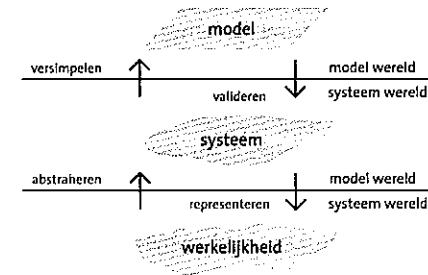 model
versimpelen model wereld
valideren systeem wereld
systeem
abstraheren model wereld
representeren systeem wereld
werkelijkheid